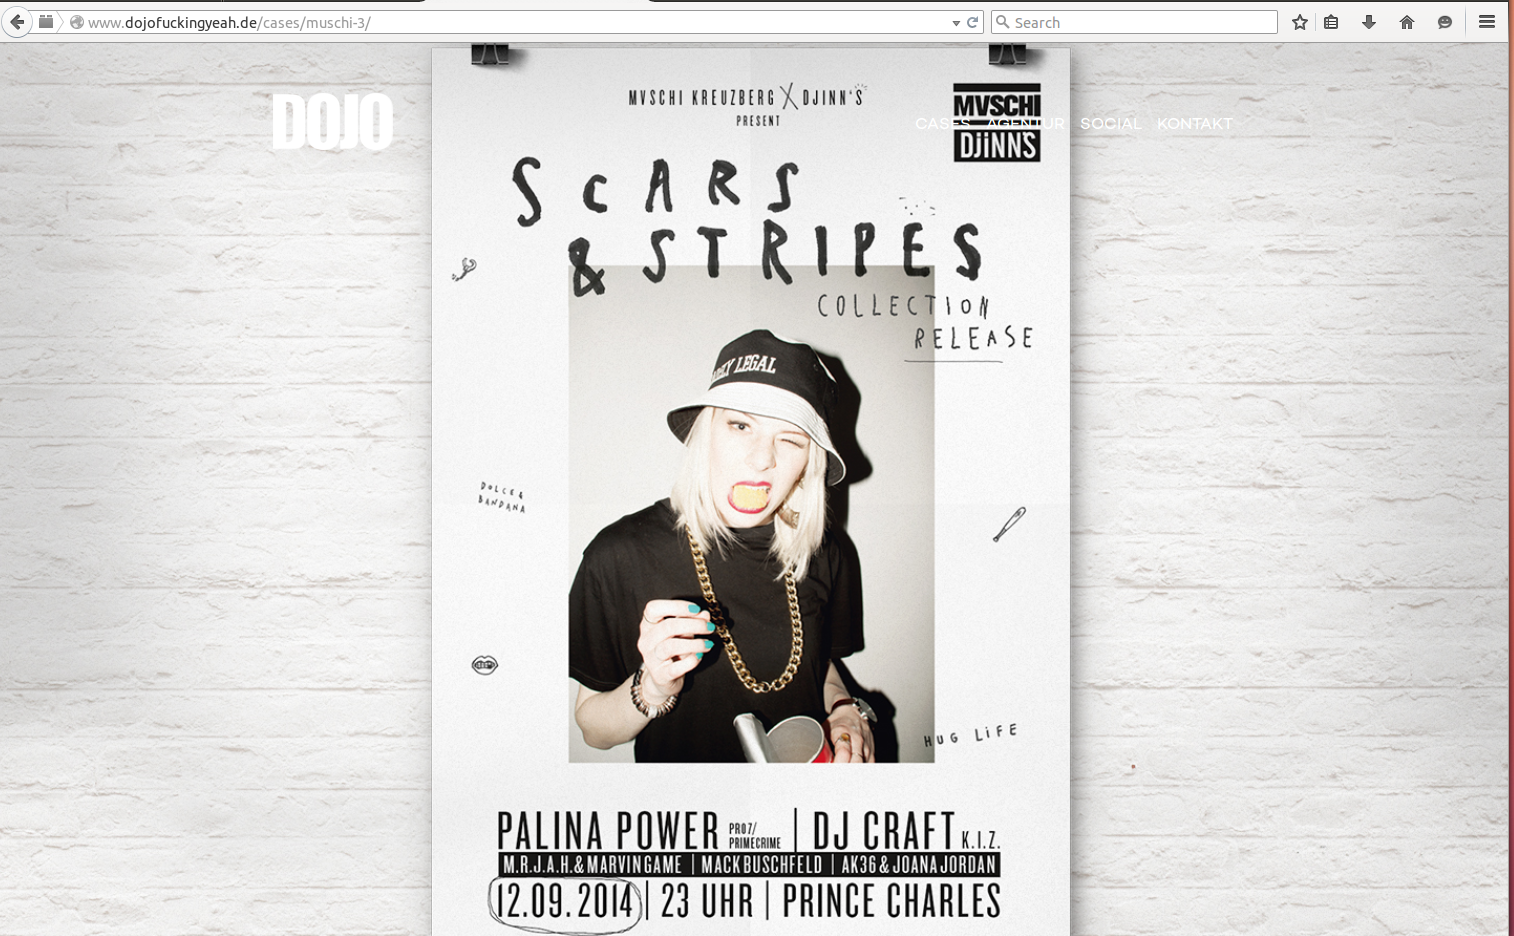 www.dojofuckingyeah.de/cases/muschi-3/
Search
DOJO
CASES AGENTUR SOCIAL KONTAKT
MVSCHI KREUZBERG X DJINN'S
PRESENT
MVSCHI
DJiNN'S
SCARS
& STRIPES
COLLECTION
RELEASE
LEGAL
DOLCE &
BANDANA
HUG LiFE
PALINA POWER PRO7/ PRIMECRIME | DJ CRAFT K.I.Z.
M.R.J.A.H. & MARVIN GAME | MACK BUSCHFELD | AK36 & JOANA JORDAN
12.09.2014 | 23 UHR | PRINCE CHARLES